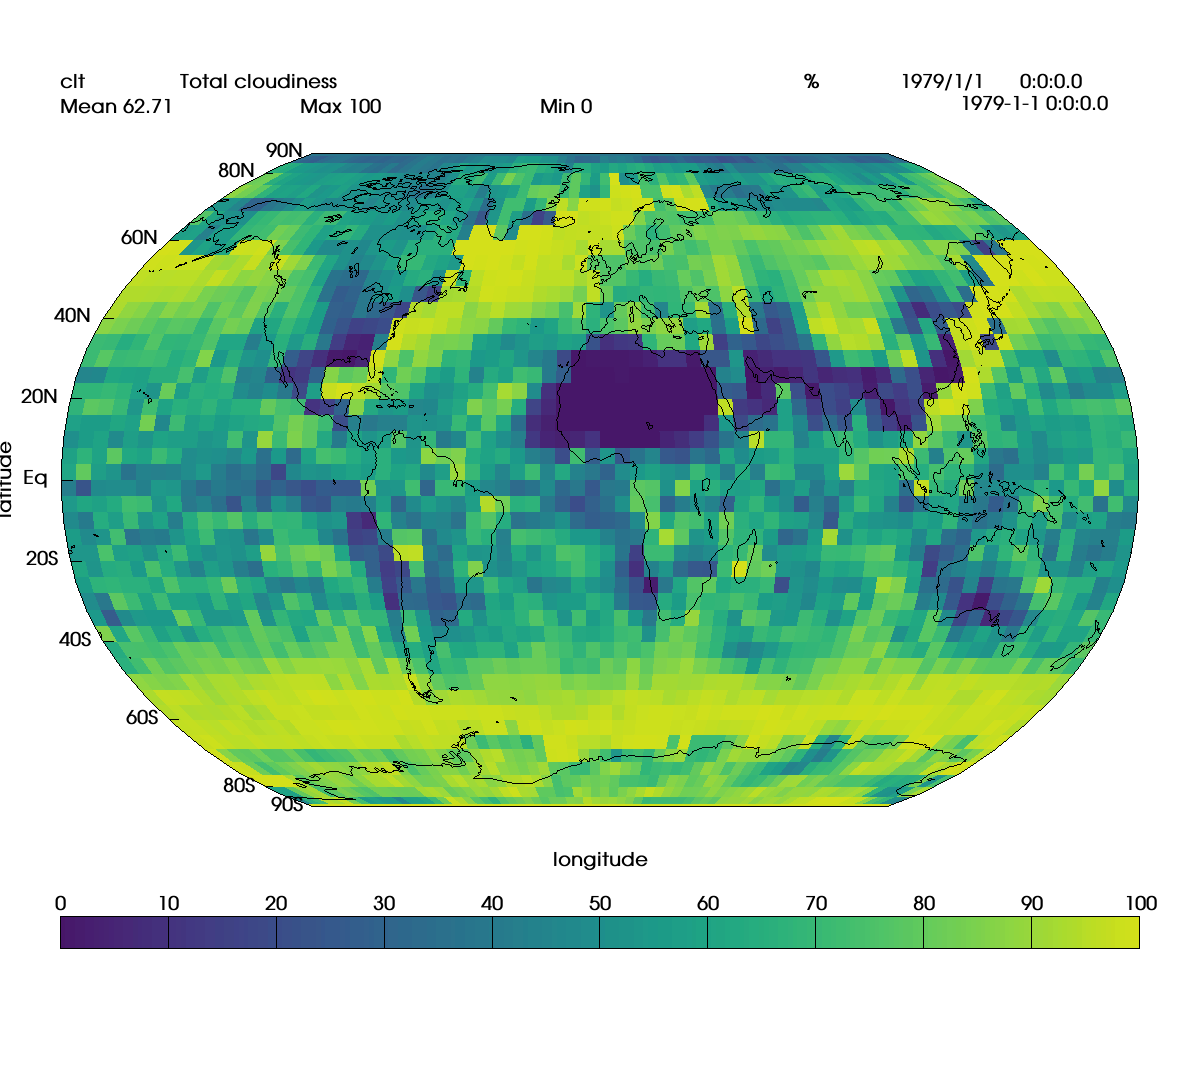 clt Total cloudiness % 1979/1/1 0:0:0.0
Mean 62.71 Max 100 Min 0 1979-1-1 0:0:0.0
90N
80N
60N
40N
20N
Eq
20S
40S
60S
80S
90S
latitude
longitude
0 10 20 30 40 50 60 70 80 90 100